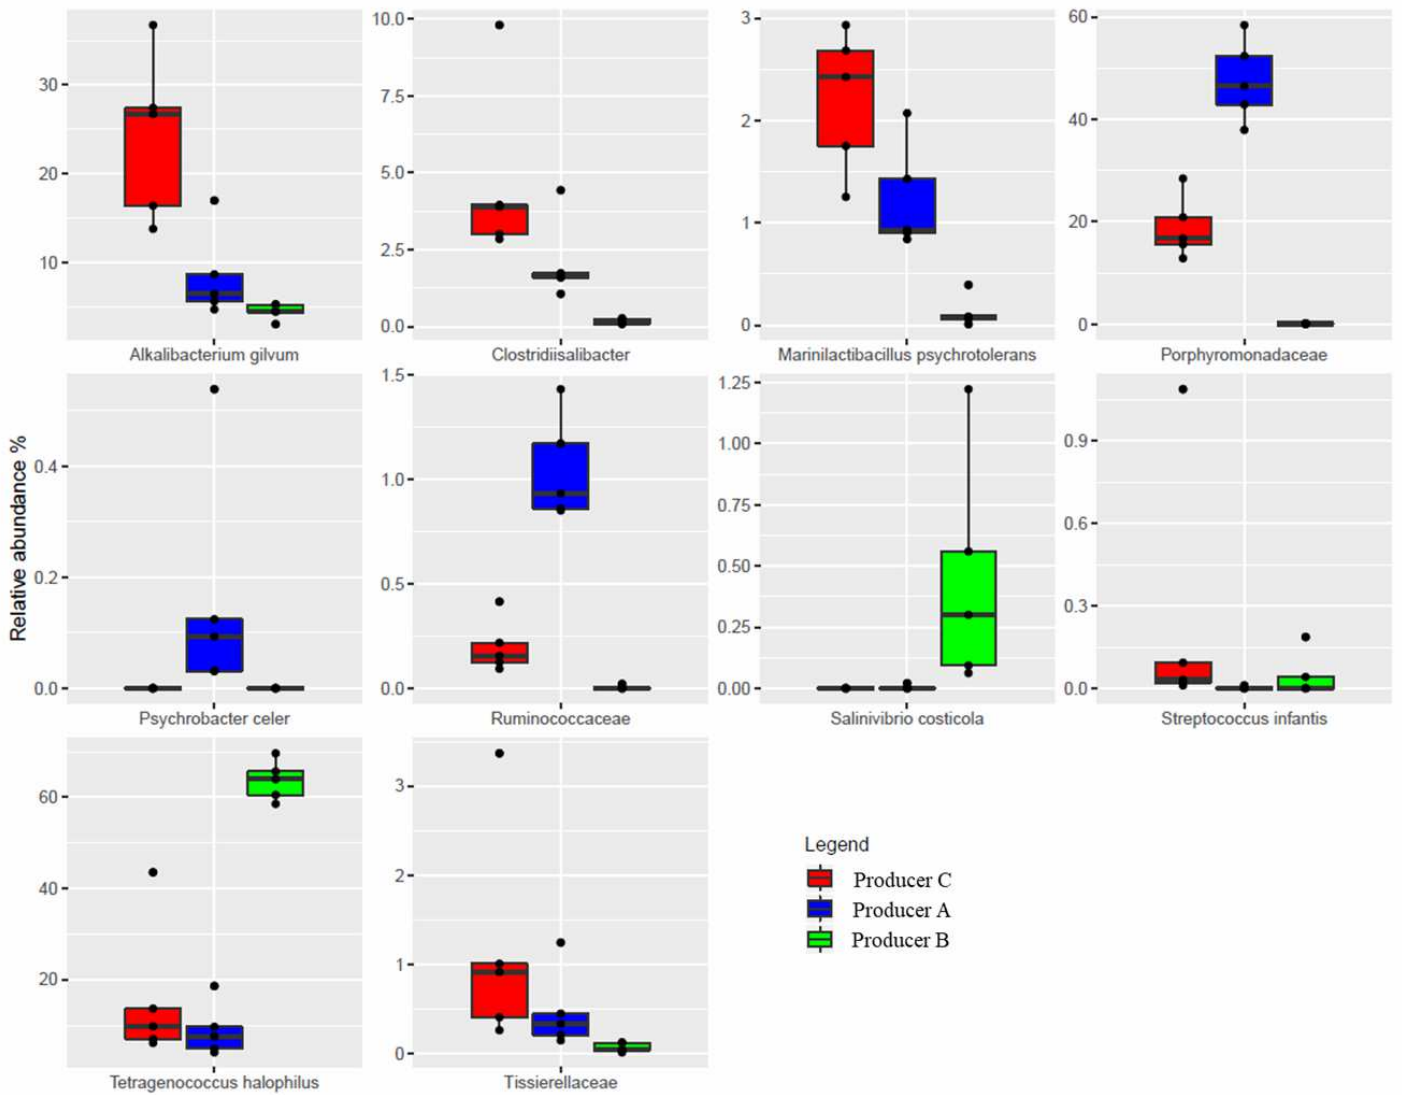 Relative abundance %
30
20
10
Alkalibacterium gilvum
10.0
7.5
5.0
2.5
0.0
Clostridiisalibacter
3
2
1
0
Marinilactibacillus psychrotolerans
60
40
20
0
Porphyromonadaceae
0.4
0.2
0.0
Psychrobacter celer
1.5
1.0
0.5
0.0
Ruminococcaceae
1.25
1.00
0.75
0.50
0.25
0.00
Salinivibrio costicola
0.9
0.6
0.3
0.0
Streptococcus infantis
60
40
20
Tetragenococcus halophilus
3
2
1
0
Tissierellaceae
Legend
Producer C
Producer A
Producer B